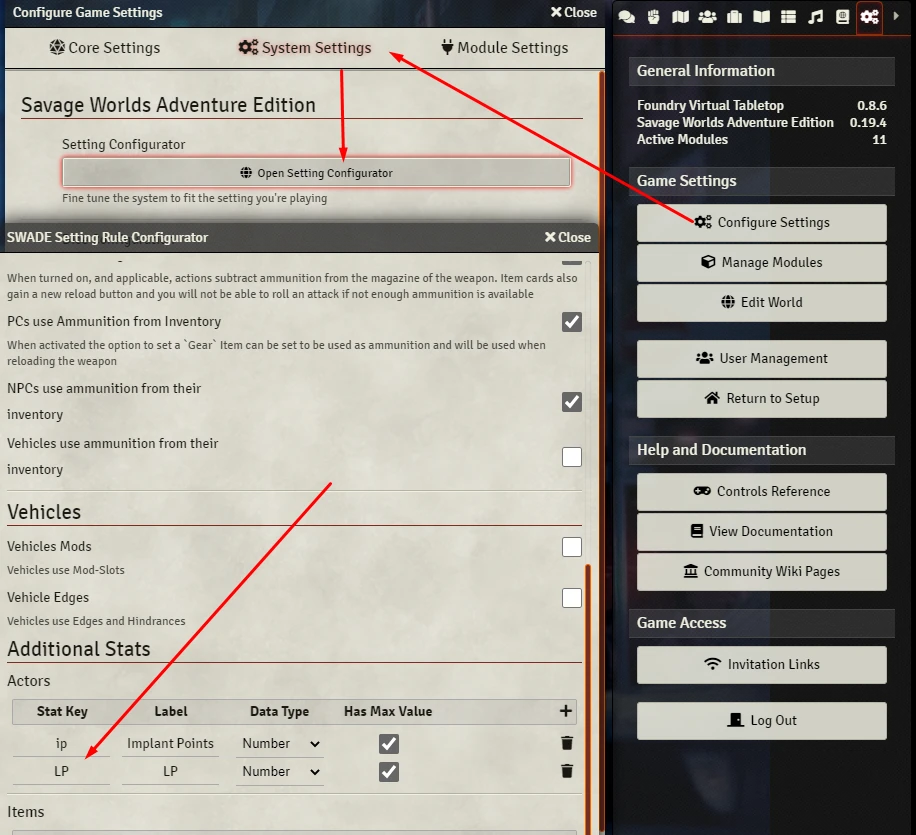 Configure Game Settings
Close
Core Settings
System Settings
Module Settings
Savage Worlds Adventure Edition
Setting Configurator
Open Setting Configurator
Fine tune the system to fit the setting you're playing
SWADE Setting Rule Configurator
Close
When turned on, and applicable, actions subtract ammunition from the magazine of the weapon. Item cards also
gain a new reload button and you will not be able to roll an attack if not enough ammunition is available
PCs use Ammunition from Inventory
When activated the option to set a `Gear` Item can be set to be used as ammunition and will be used when
reloading the weapon
NPCs use ammunition from their
inventory
Vehicles use ammunition from their
inventory
Vehicles
Vehicles Mods
Vehicles use Mod-Slots
Vehicle Edges
Vehicles use Edges and Hindrances
Additional Stats
Actors
Stat Key Label Data Type Has Max Value +
ip Implant Points Number
LP LP Number
Items
General Information
Foundry Virtual Tabletop 0.8.6
Savage Worlds Adventure Edition 0.19.4
Active Modules 11
Game Settings
Configure Settings
Manage Modules
Edit World
User Management
Return to Setup
Help and Documentation
Controls Reference
View Documentation
Community Wiki Pages
Game Access
Invitation Links
Log Out